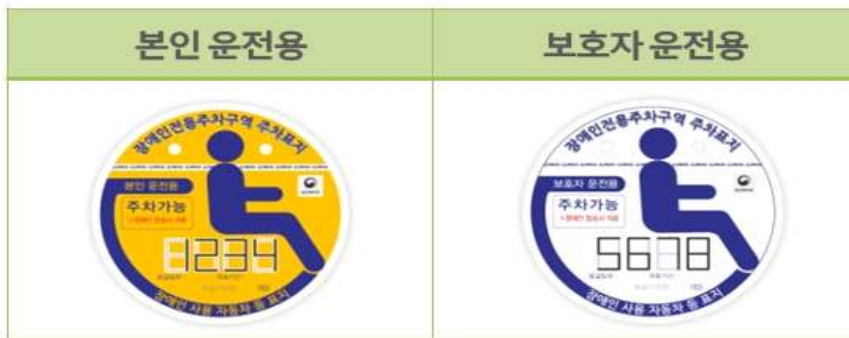 본인 운전용
보호자 운전용
장애인전용주차구역 주차표지
본인 운전용
주차가능
1234
장애인 사용 자동차 등 표지
장애인전용주차구역 주차표지
보호자 운전용
주차가능
5678
장애인 사용 자동차 등 표지